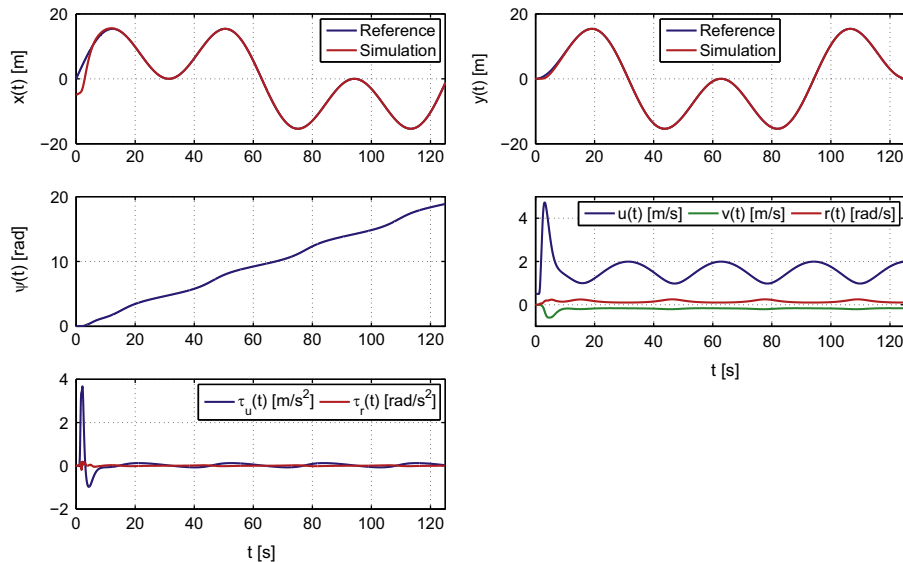 20
0
−20
x(t) [m]
Reference
Simulation
0 20 40 60 80 100 120
20
0
−20
y(t) [m]
Reference
Simulation
0 20 40 60 80 100 120
20
10
0
ψ(t) [rad]
0 20 40 60 80 100 120
4
2
0
u(t) [m/s] v(t) [m/s] r(t) [rad/s]
0 20 40 60 80 100 120
t [s]
4
2
0
−2
τ_u(t) [m/s²] τ_r(t) [rad/s²]
0 20 40 60 80 100 120
t [s]